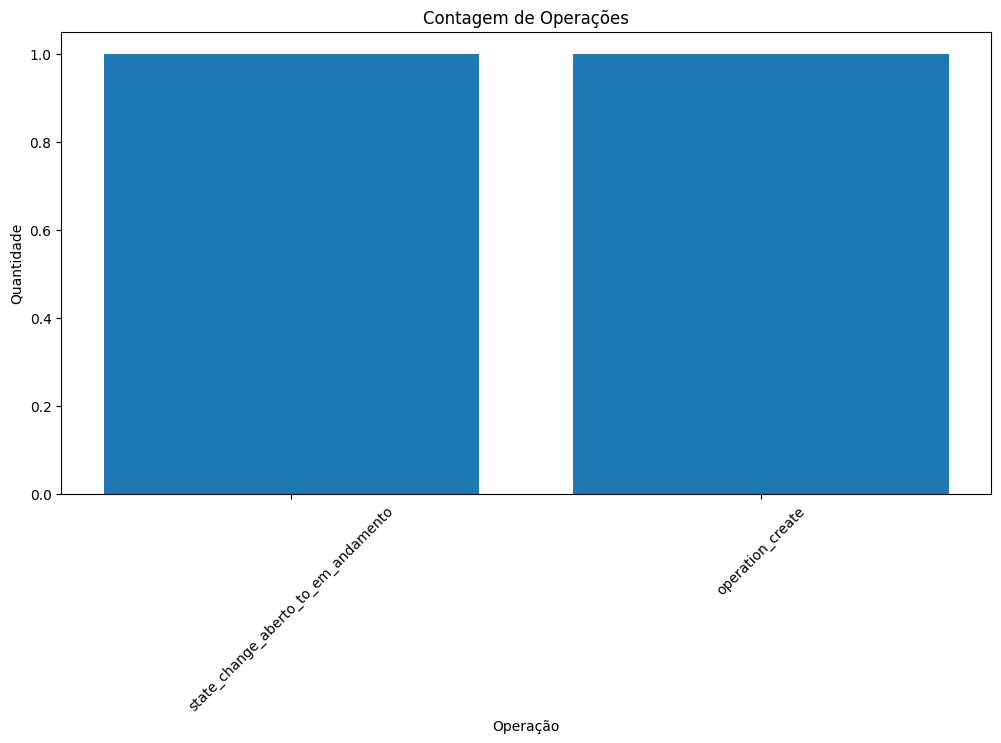 Contagem de Operações
Quantidade
1.0
0.8
0.6
0.4
0.2
0.0
state_change_aberto_to_em_andamento
operation_create
Operação